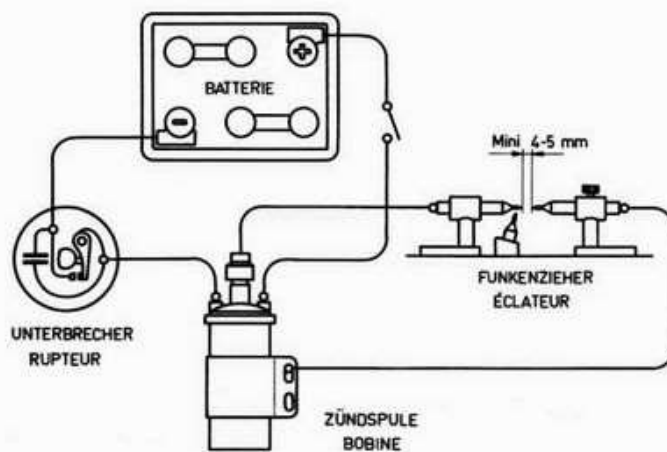 +
BATTERIE
-
Mini 4-5 mm
FUNKENZIEHER
ÉCLATEUR
UNTERBRECHER
RUPTEUR
ZÜNDSPULE
BOBINE